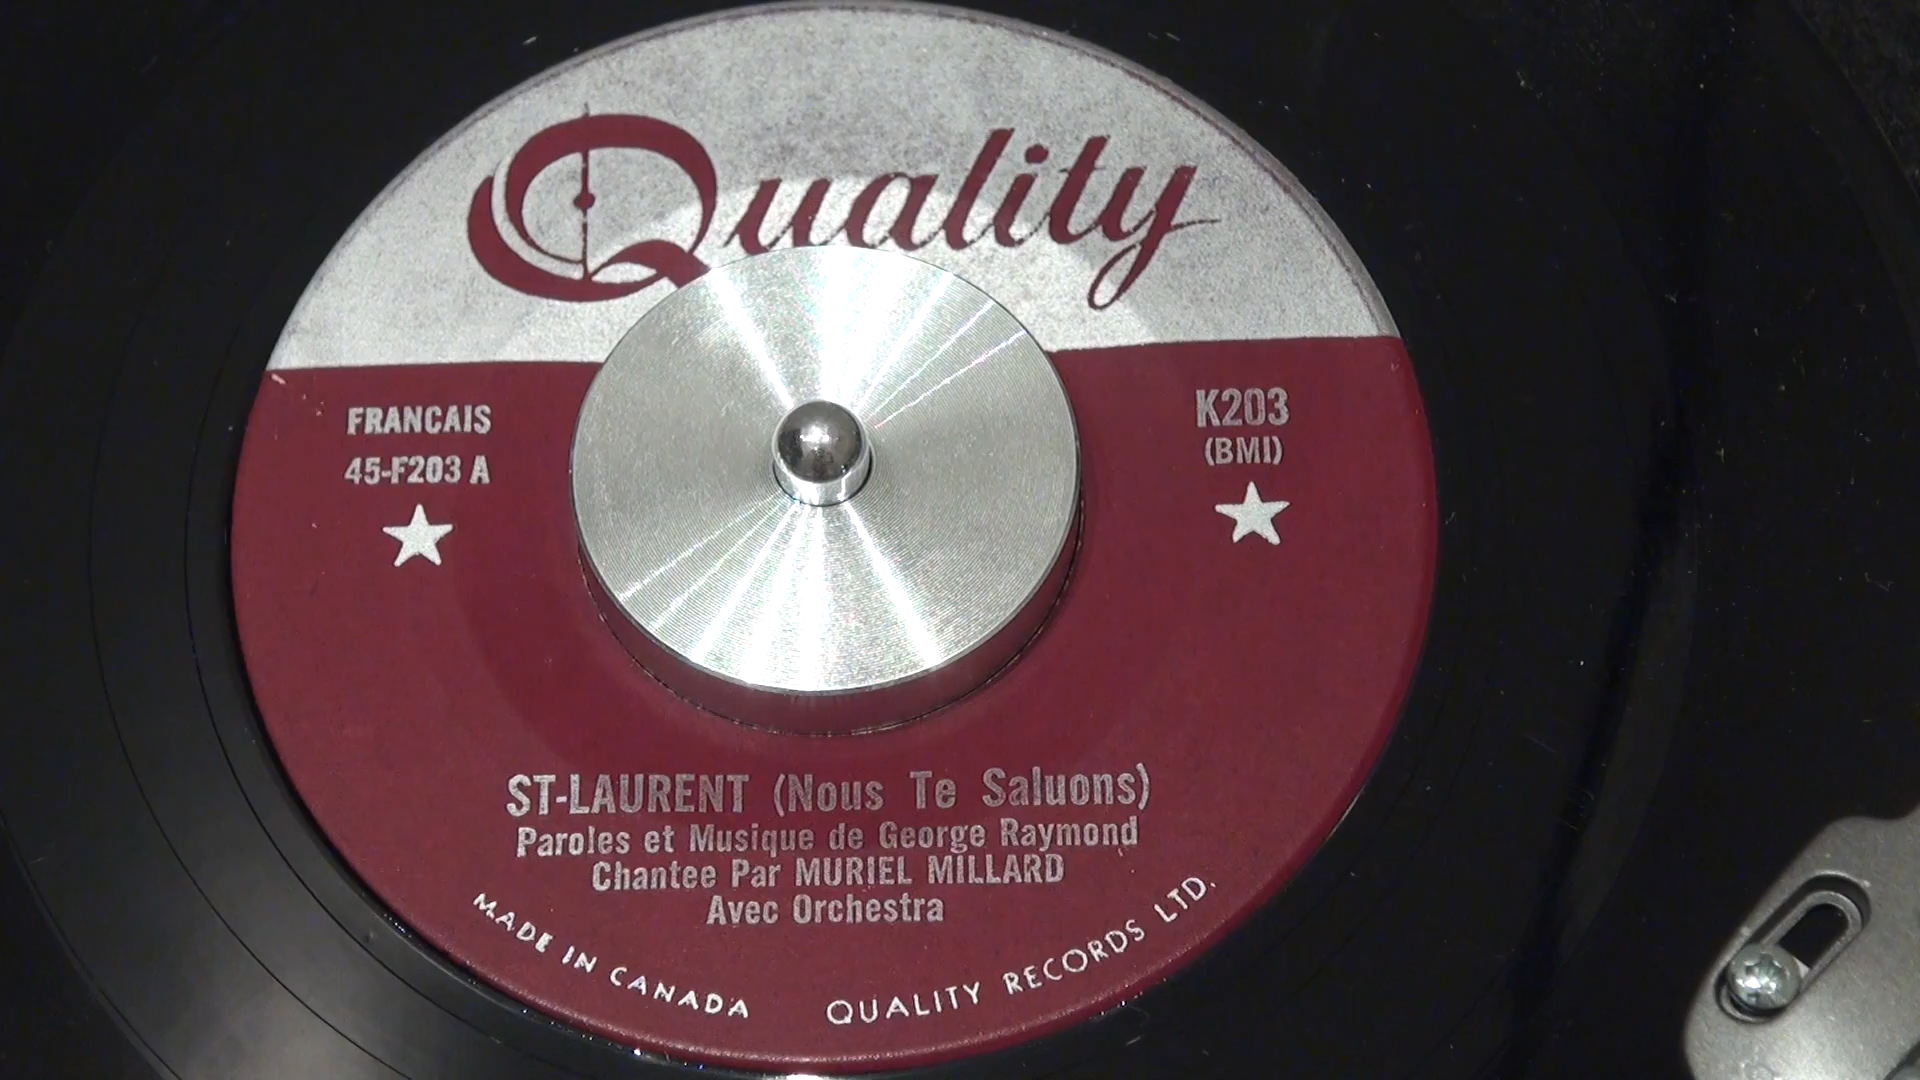 Quality
FRANCAIS
45-F203 A
K203
(BMI)
ST-LAURENT (Nous Te Saluons)
Paroles et Musique de George Raymond
Chantee Par MURIEL MILLARD
Avec Orchestra
MADE IN CANADA QUALITY RECORDS LTD.